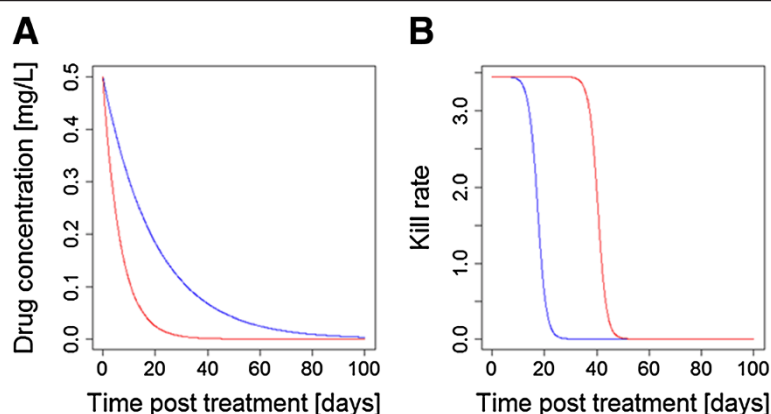 A
B
Drug concentration [mg/L]
0.5
0.4
0.3
0.2
0.1
0.0
0 20 40 60 80 100
Time post treatment [days]
Kill rate
3.0
2.0
1.0
0.0
0 20 40 60 80 100
Time post treatment [days]